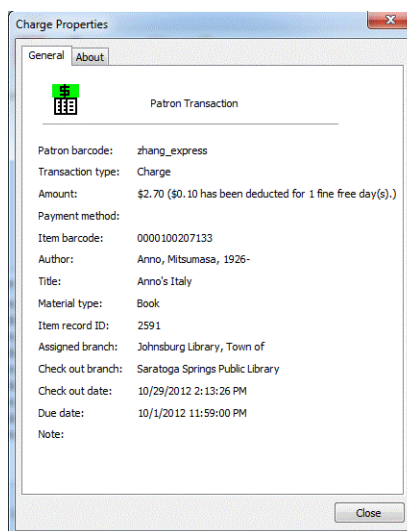 Charge Properties
General About
Patron Transaction
Patron barcode: zhang_express
Transaction type: Charge
Amount: $2.70 ($0.10 has been deducted for 1 fine free day(s).)
Payment method:
Item barcode: 0000100207133
Author: Anno, Mitsumasa, 1926-
Title: Anno's Italy
Material type: Book
Item record ID: 2591
Assigned branch: Johnsburg Library, Town of
Check out branch: Saratoga Springs Public Library
Check out date: 10/29/2012 2:13:26 PM
Due date: 10/1/2012 11:59:00 PM
Note:
Close